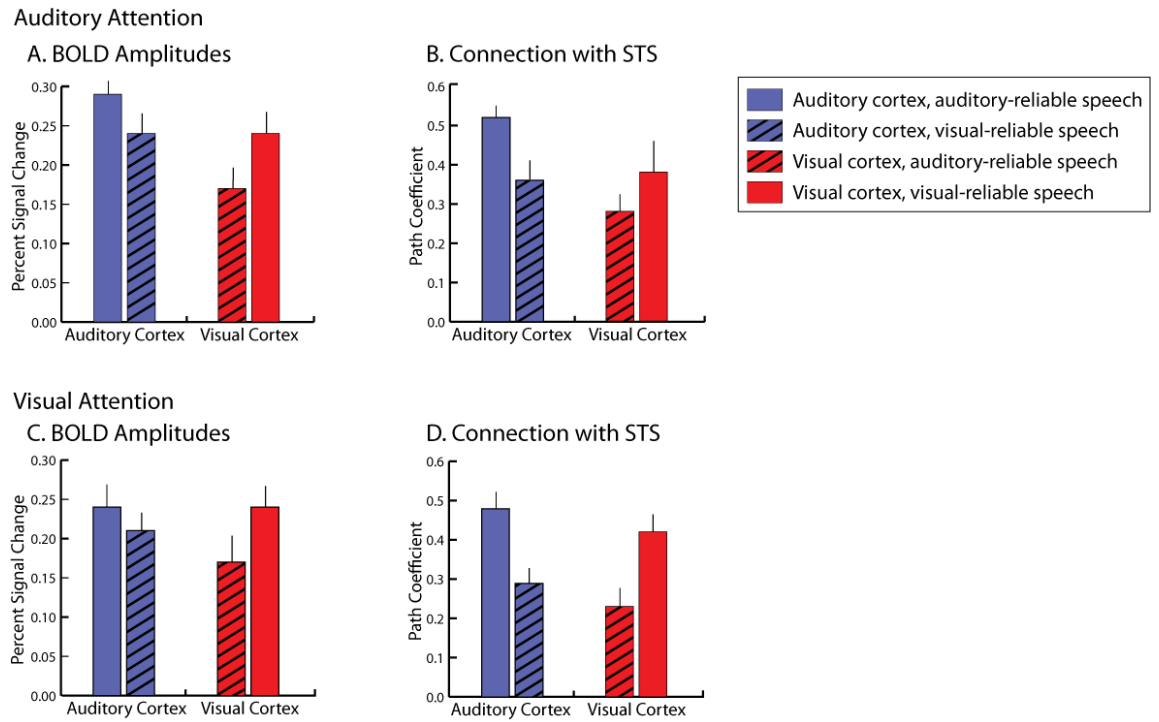 Auditory Attention
A. BOLD Amplitudes
Percent Signal Change
0.30
0.25
0.20
0.15
0.10
0.05
0.00
Auditory Cortex
Visual Cortex
B. Connection with STS
Path Coefficient
0.6
0.5
0.4
0.3
0.2
0.1
0.0
Auditory Cortex
Visual Cortex
Auditory cortex, auditory-reliable speech
Auditory cortex, visual-reliable speech
Visual cortex, auditory-reliable speech
Visual cortex, visual-reliable speech
Visual Attention
C. BOLD Amplitudes
Percent Signal Change
0.30
0.25
0.20
0.15
0.10
0.05
0.00
Auditory Cortex
Visual Cortex
D. Connection with STS
Path Coefficient
0.6
0.5
0.4
0.3
0.2
0.1
0.0
Auditory Cortex
Visual Cortex